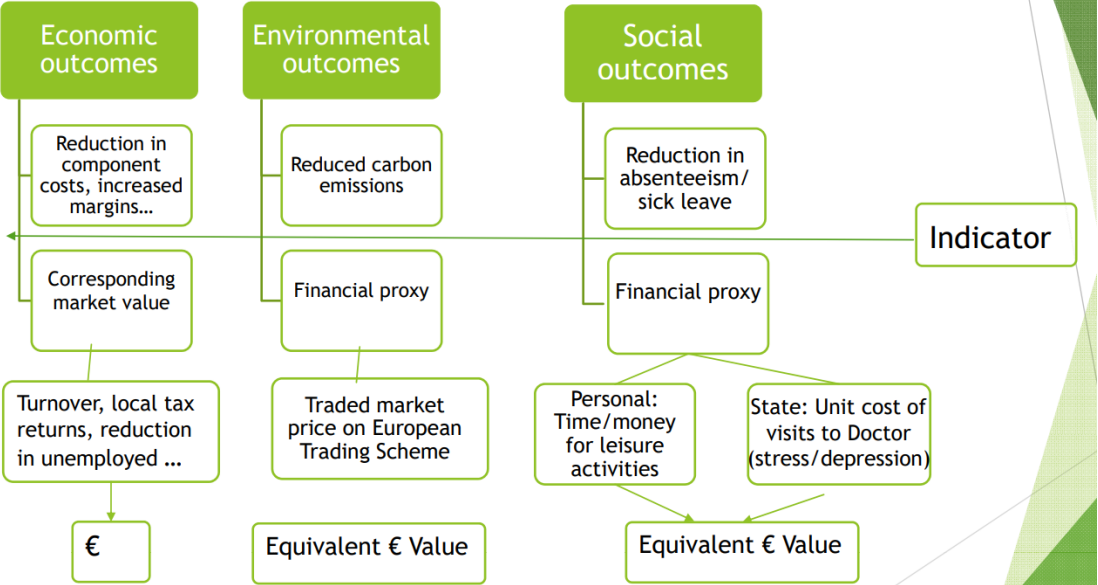 Economic
outcomes
Environmental
outcomes
Social
outcomes
Reduction in
component
costs, increased
margins…
Reduced carbon
emissions
Reduction in
absenteeism/
sick leave
Indicator
Corresponding
market value
Financial proxy
Financial proxy
Turnover, local tax
returns, reduction
in unemployed ...
Traded market
price on European
Trading Scheme
Personal:
Time/money
for leisure
activities
State: Unit cost of
visits to Doctor
(stress/depression)
€
Equivalent € Value
Equivalent € Value